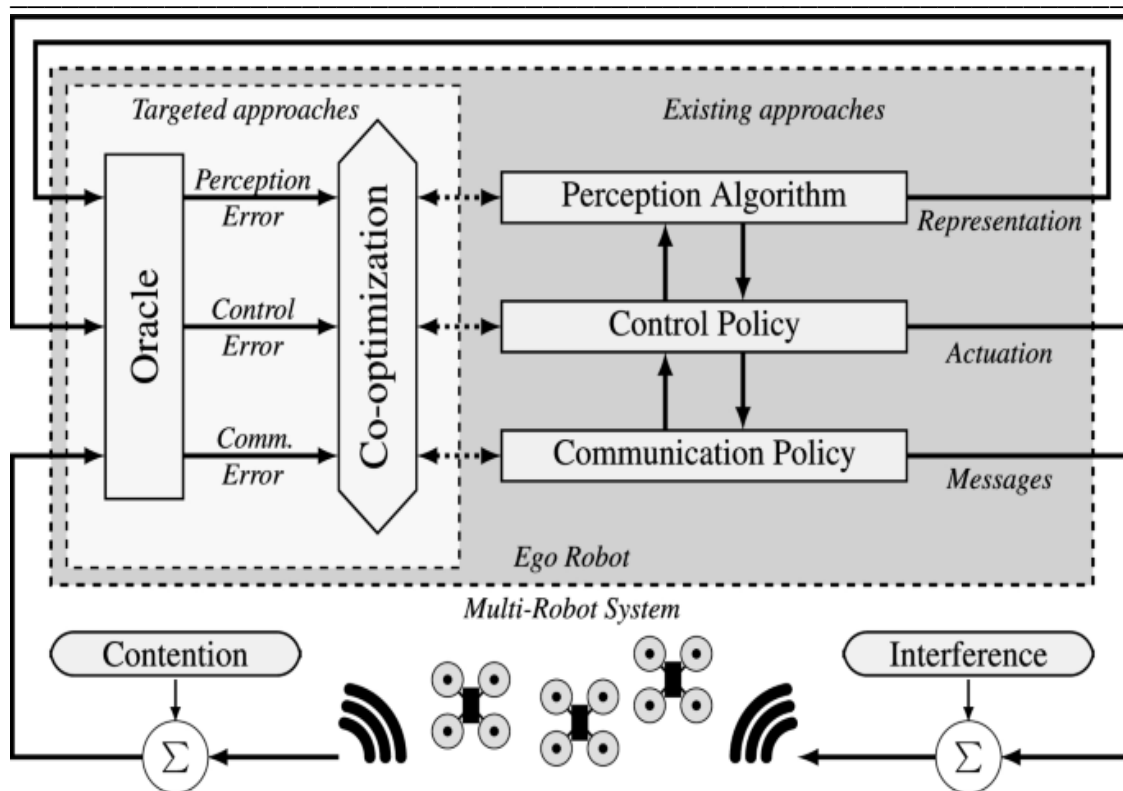 Targeted approaches
Existing approaches
Oracle
Perception
Error
Control
Error
Comm.
Error
Co-optimization
Perception Algorithm
Representation
Control Policy
Actuation
Communication Policy
Messages
Ego Robot
Multi-Robot System
Contention
Σ
Interference
Σ